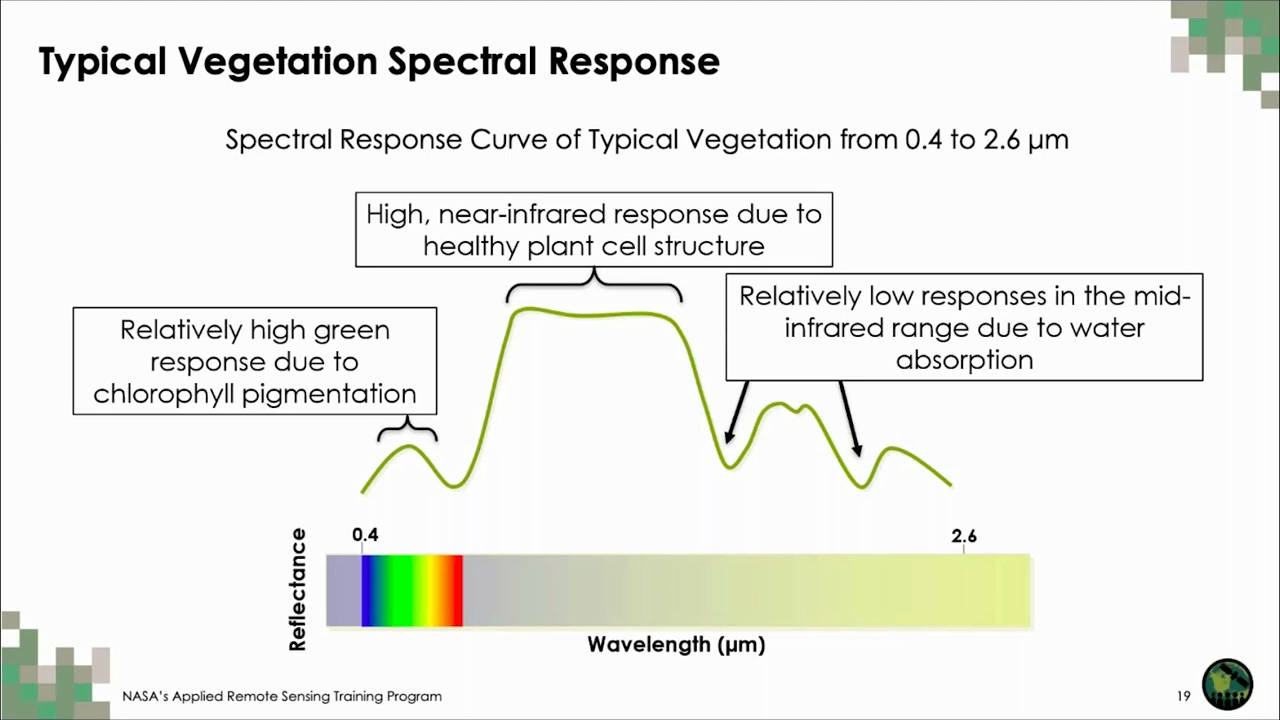 Typical Vegetation Spectral Response
Spectral Response Curve of Typical Vegetation from 0.4 to 2.6 µm
High, near-infrared response due to
healthy plant cell structure
Relatively low responses in the mid-
infrared range due to water
absorption
Relatively high green
response due to
chlorophyll pigmentation
0.4
2.6
Reflectance
Wavelength (µm)
NASA's Applied Remote Sensing Training Program
19